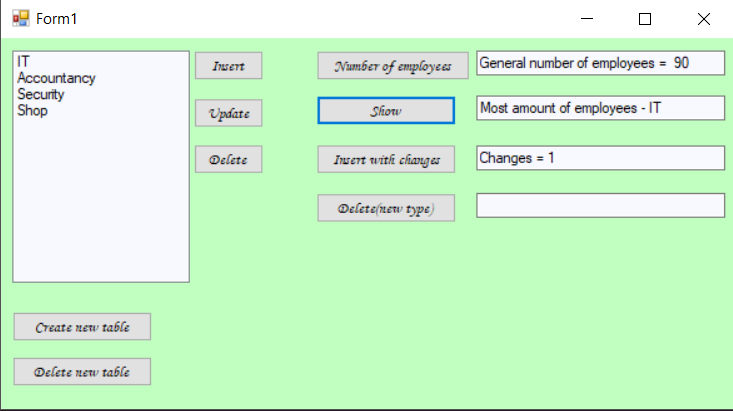 Form1
IT
Accountancy
Security
Shop
Insert
Update
Delete
Number of employees
General number of employees = 90
Show
Most amount of employees - IT
Insert with changes
Changes = 1
Delete(new type)
Create new table
Delete new table